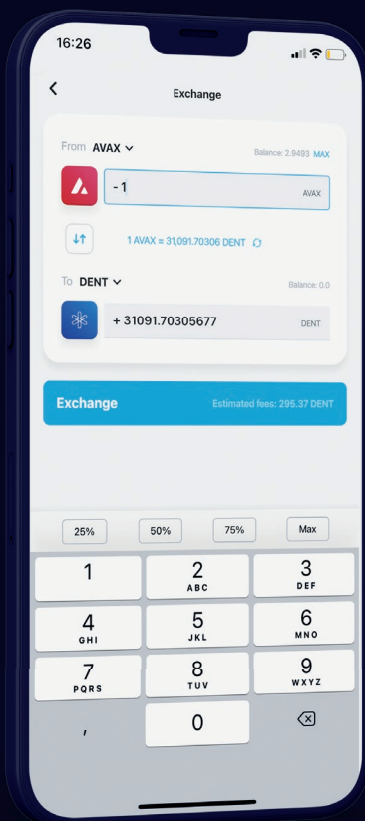 16:26
Exchange
From AVAX
Balance: 2.9493 MAX
- 1 AVAX
1 AVAX = 31,091.70306 DENT
To DENT
Balance: 0.0
+ 31091.70305677 DENT
Exchange Estimated fees: 295.37 DENT
25% 50% 75% Max
1 2 3
ABC DEF
4 5 6
GHI JKL MNO
7 8 9
PQRS TUV WXYZ
, 0